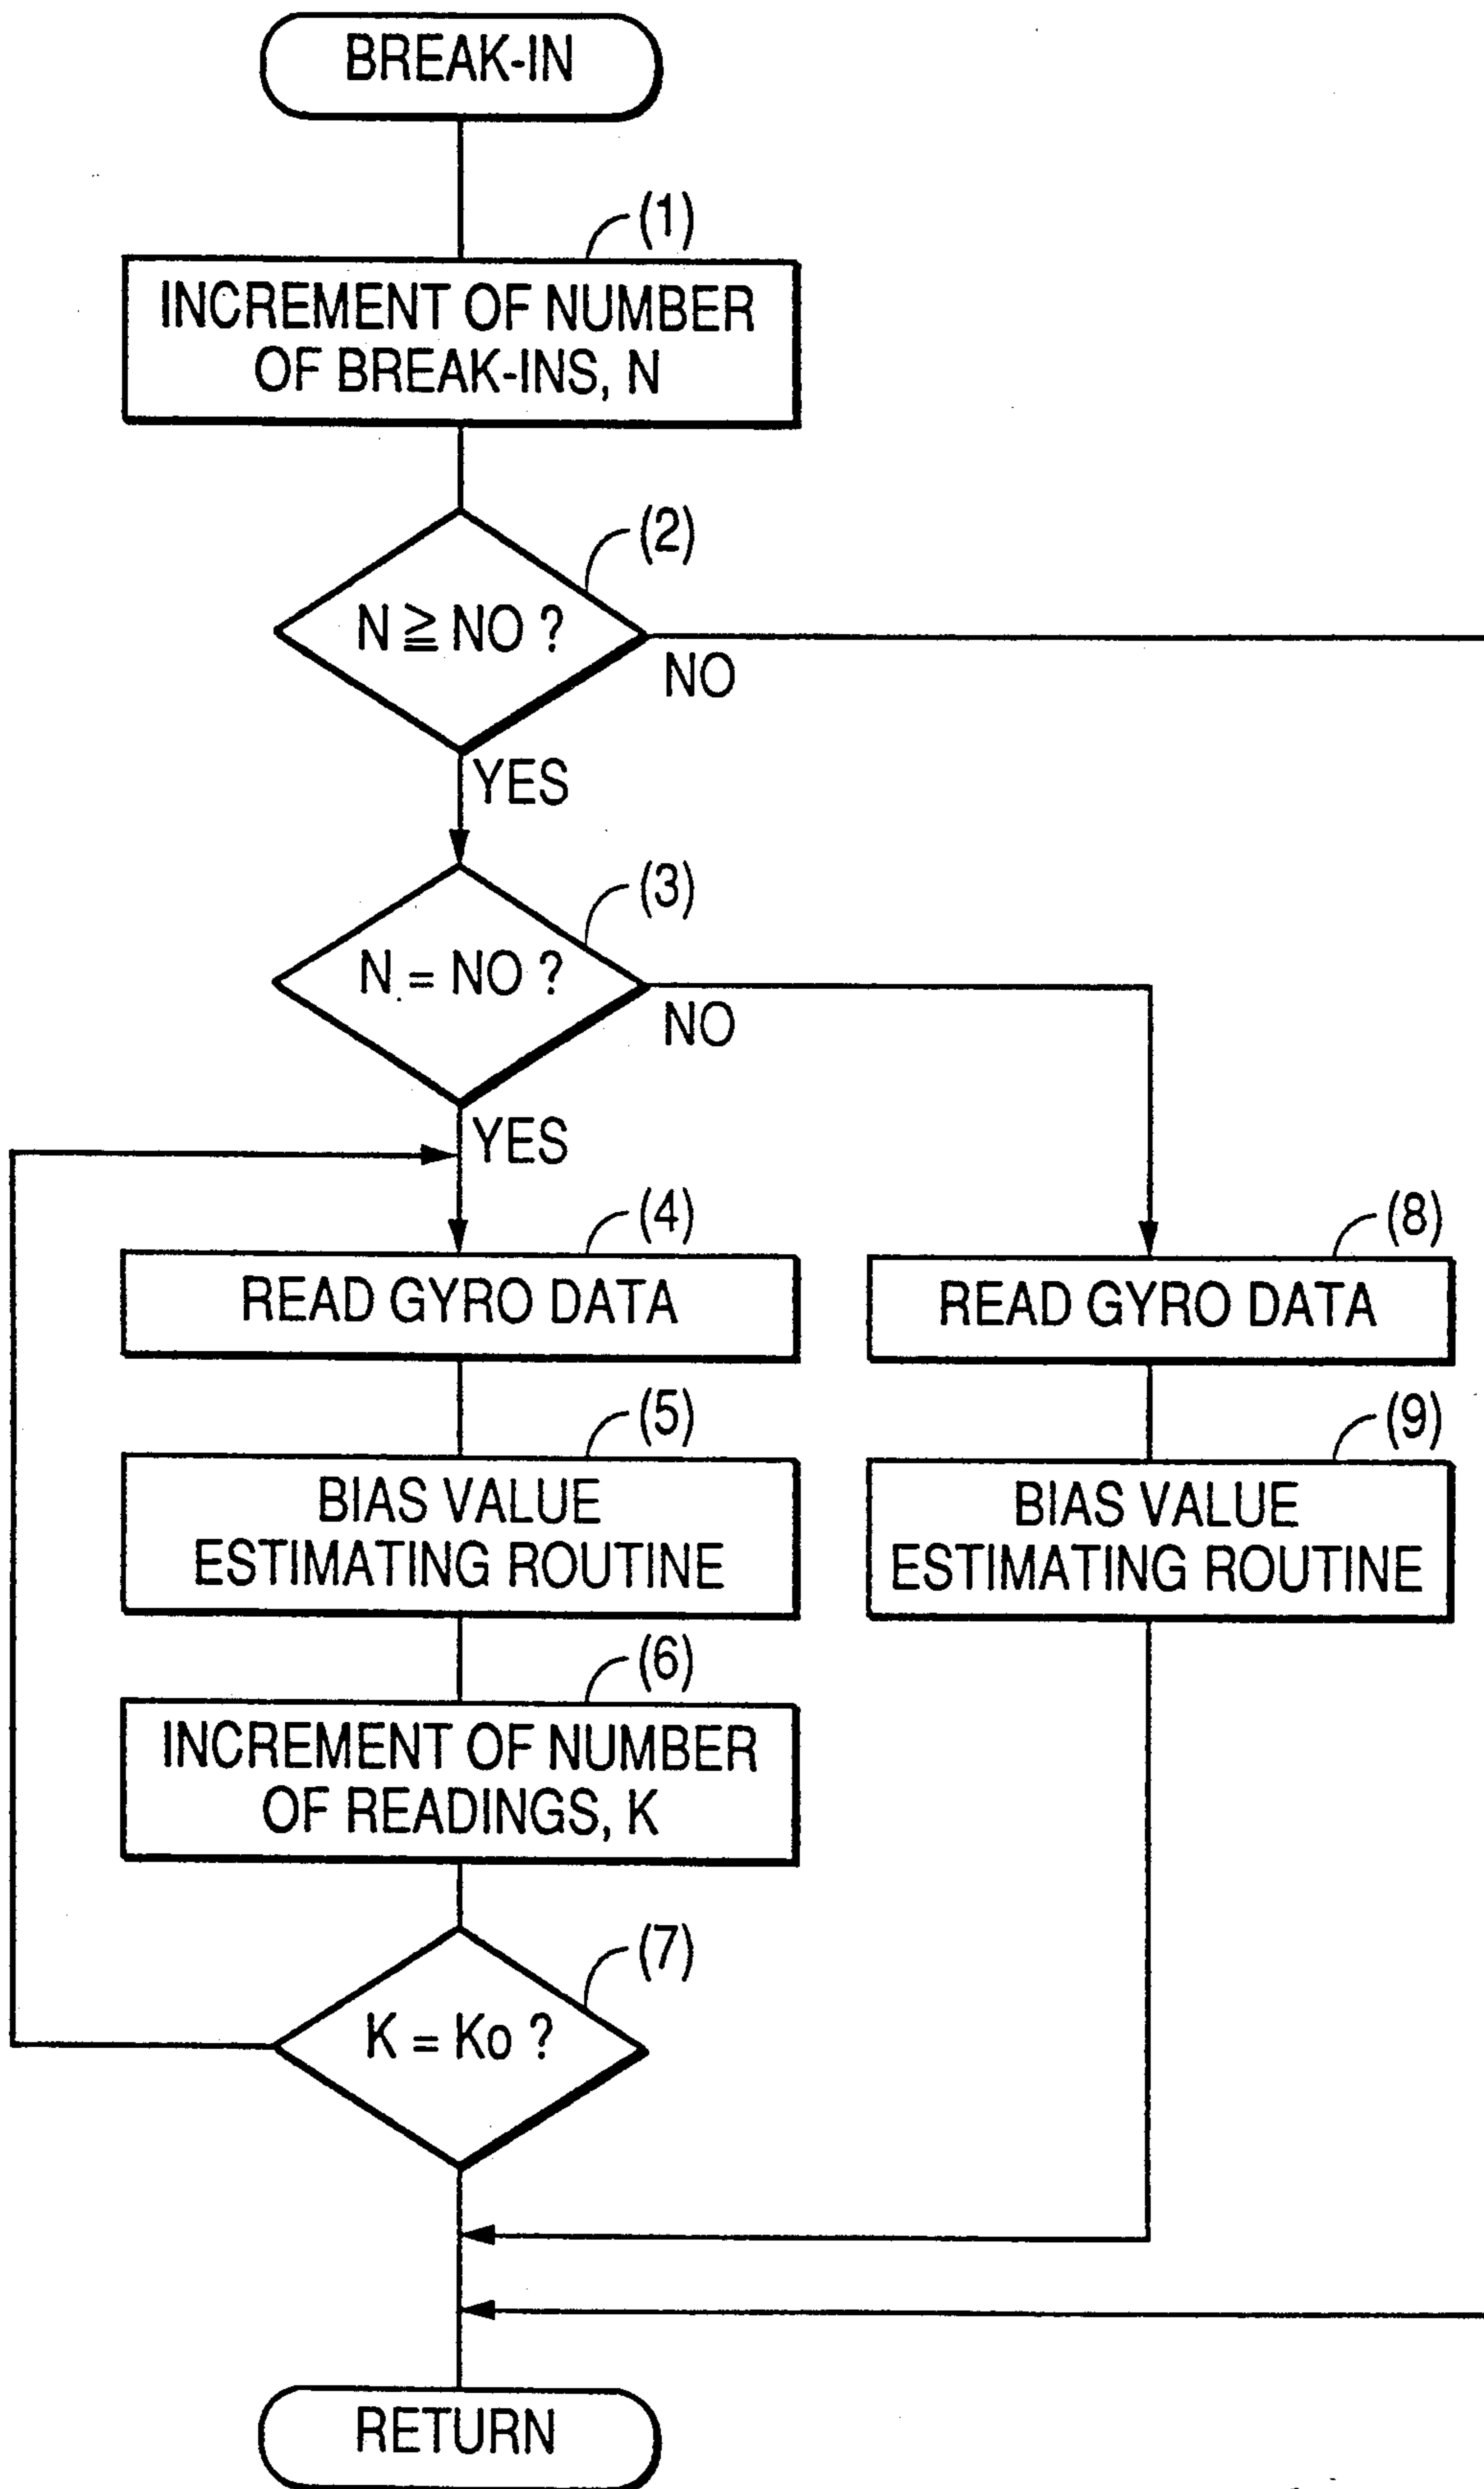 BREAK-IN
(1)
INCREMENT OF NUMBER
OF BREAK-INS, N
(2)
N ≧ NO ?
NO
YES
(3)
N = NO ?
NO
YES
(4)
READ GYRO DATA
(8)
READ GYRO DATA
(5)
BIAS VALUE
ESTIMATING ROUTINE
(9)
BIAS VALUE
ESTIMATING ROUTINE
(6)
INCREMENT OF NUMBER
OF READINGS, K
(7)
K = Ko ?
RETURN